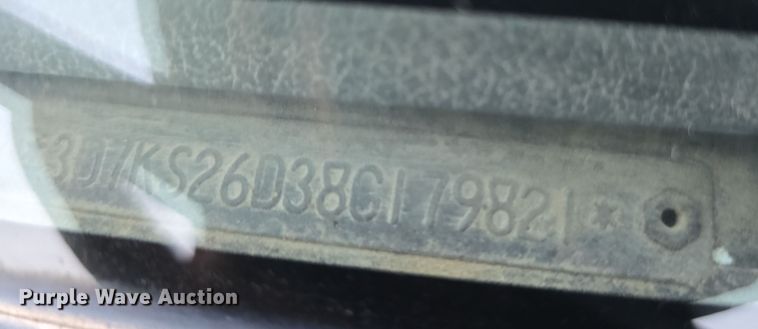 *3D7KS26D38G179821*
Purple Wave Auction